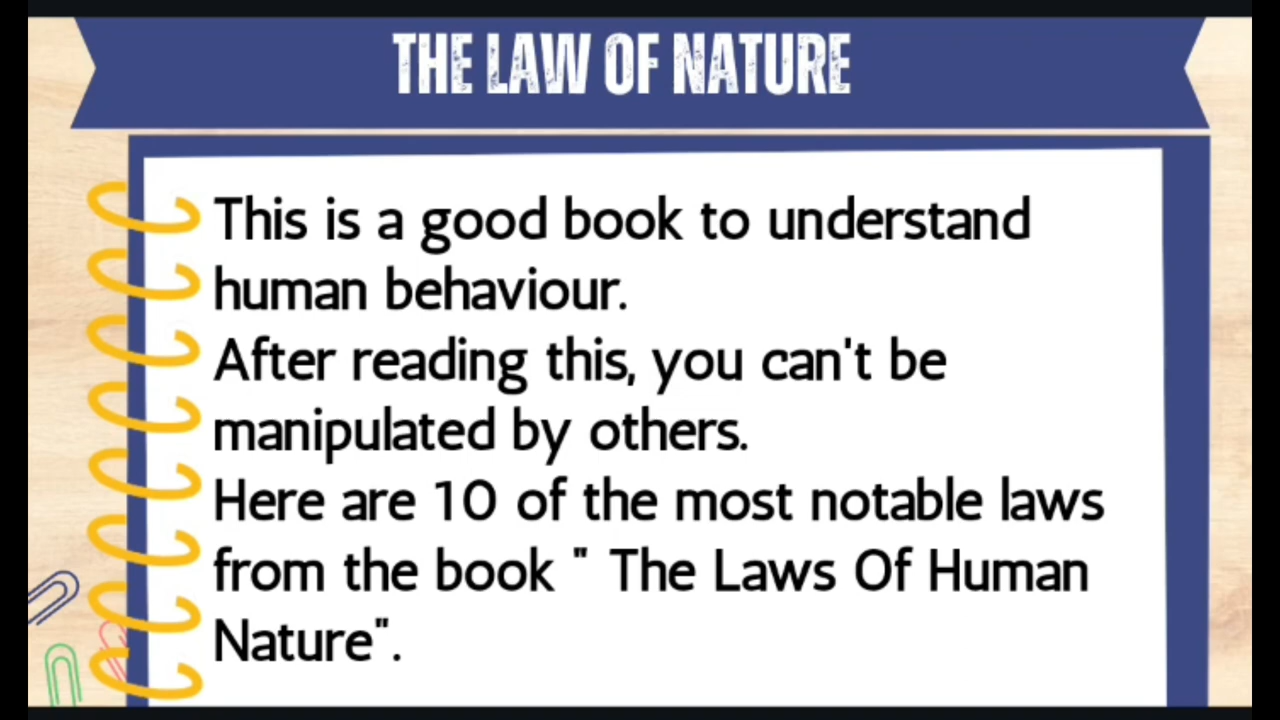 THE LAW OF NATURE
This is a good book to understand
human behaviour.
After reading this, you can't be
manipulated by others.
Here are 10 of the most notable laws
from the book " The Laws Of Human
Nature".